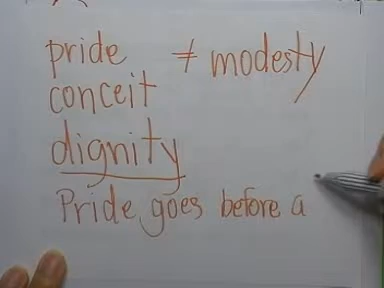 pride ≠ modesty
conceit
dignity
Pride goes before a